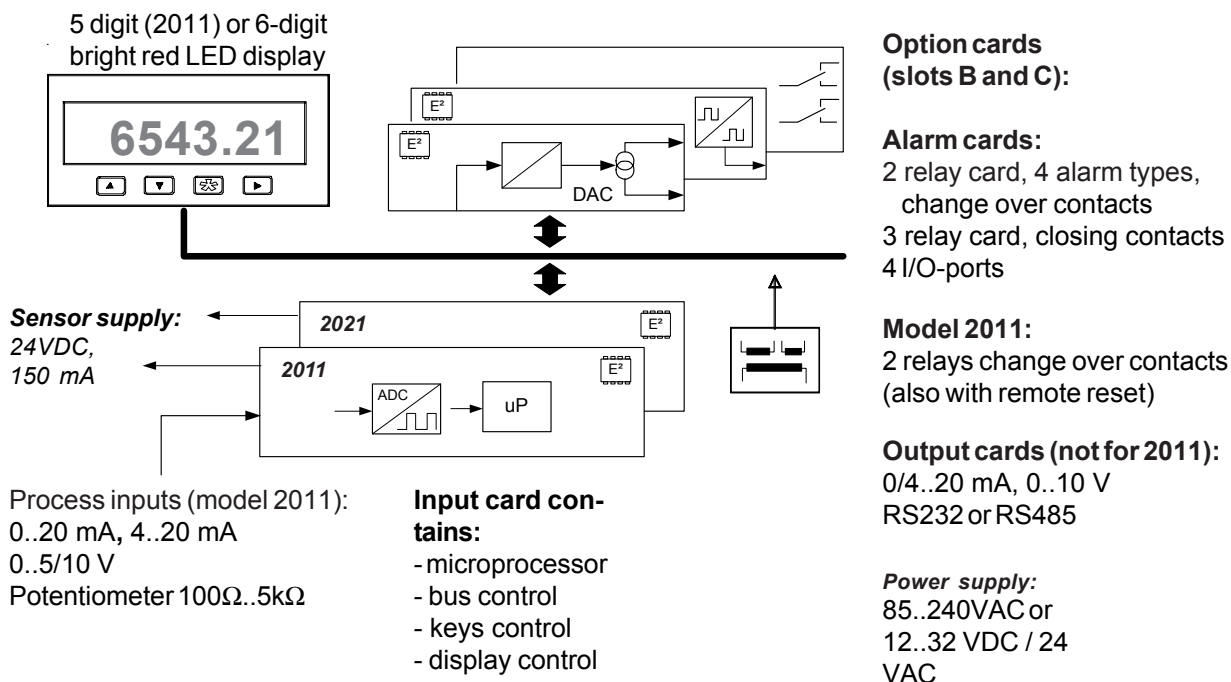 5 digit (2011) or 6-digit
bright red LED display
6543.21
E²
E²
DAC
Sensor supply:
24VDC,
150 mA
2021
E²
2011
E²
ADC
uP
Process inputs (model 2011):
0..20 mA, 4..20 mA
0..5/10 V
Potentiometer 100Ω..5kΩ
Input card con-
tains:
- microprocessor
- bus control
- keys control
- display control
Option cards
(slots B and C):
Alarm cards:
2 relay card, 4 alarm types,
change over contacts
3 relay card, closing contacts
4 I/O-ports
Model 2011:
2 relays change over contacts
(also with remote reset)
Output cards (not for 2011):
0/4..20 mA, 0..10 V
RS232 or RS485
Power supply:
85..240VAC or
12..32 VDC / 24
VAC